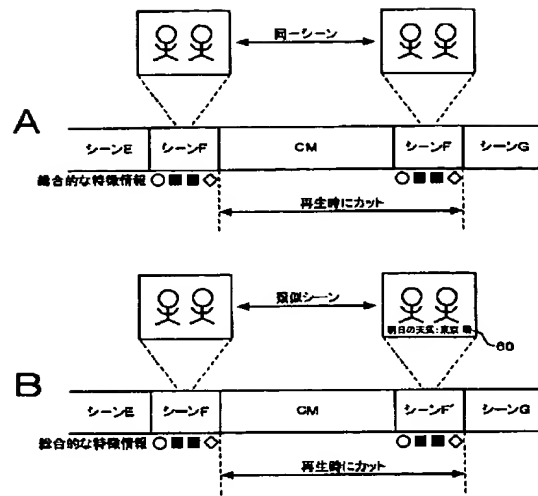 同一シーン
A
シーンE シーンF CM シーンF シーンG
総合的な特徴情報 ○■■◇ ○■■◇
再生時にカット
類似シーン
明日の天気:東京 晴
60
B
シーンE シーンF CM シーンF' シーンG
総合的な特徴情報 ○■■◇ ○■■◇
再生時にカット